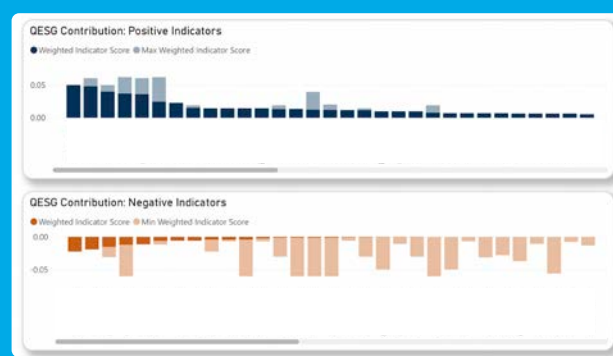 QESG Contribution: Positive Indicators
Weighted Indicator Score Max Weighted Indicator Score
0.05
0.00
QESG Contribution: Negative Indicators
Weighted Indicator Score Min Weighted Indicator Score
0.00
-0.05